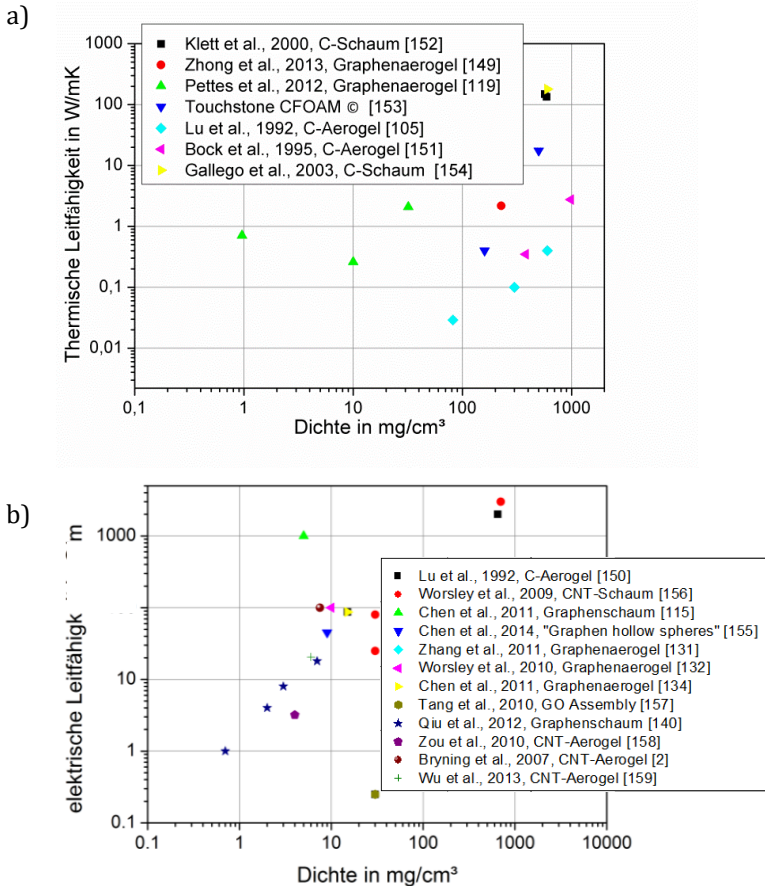 a)
1000
100
10
1
0,1
0,01
Thermische Leitfähigkeit in W/mK
Klett et al., 2000, C-Schaum [152]
Zhong et al., 2013, Graphenaerogel [149]
Pettes et al., 2012, Graphenaerogel [119]
Touchstone CFOAM © [153]
Lu et al., 1992, C-Aerogel [105]
Bock et al., 1995, C-Aerogel [151]
Gallego et al., 2003, C-Schaum [154]
0,1
1
10
100
1000
Dichte in mg/cm³
b)
1000
10
1
0.1
elektrische Leitfähigk
m
Lu et al., 1992, C-Aerogel [150]
Worsley et al., 2009, CNT-Schaum [156]
Chen et al., 2011, Graphenschaum [115]
Chen et al., 2014, "Graphen hollow spheres" [155]
Zhang et al., 2011, Graphenaerogel [131]
Worsley et al., 2010, Graphenaerogel [132]
Chen et al., 2011, Graphenaerogel [134]
Tang et al., 2010, GO Assembly [157]
Qiu et al., 2012, Graphenschaum [140]
Zou et al., 2010, CNT-Aerogel [158]
Bryning et al., 2007, CNT-Aerogel [2]
Wu et al., 2013, CNT-Aerogel [159]
0.1
1
10
100
1000
10000
Dichte in mg/cm³